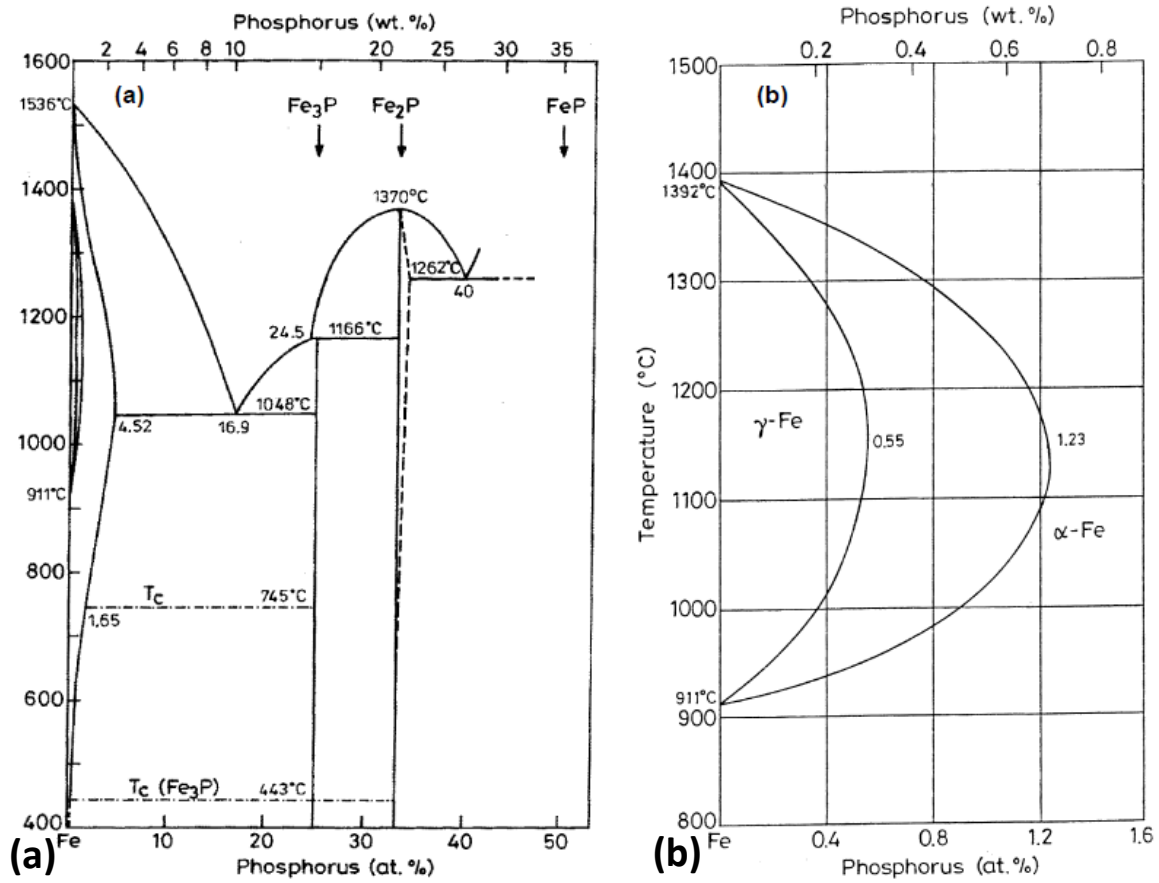 Phosphorus (wt. %)
2 4 6 8 10 20 30 35
1600
(a)
1536°C
Fe3P Fe2P FeP
1400
1370°C
1262°C
40
1200
24.5 1166°C
1048°C
4.52 16.9
1000
911°C
800
Tc 745°C
1.65
600
Tc (Fe3P) 443°C
400
Fe 10 20 30 40 50
(a)
Phosphorus (at. %)
Phosphorus (wt. %)
0.2 0.4 0.6 0.8
1500
(b)
1400
1392°C
1300
1200
γ-Fe
0.55 1.23
Temperature (°C)
1100
α-Fe
1000
911°C
900
800
Fe 0.4 0.8 1.2 1.6
(b)
Phosphorus (at. %)